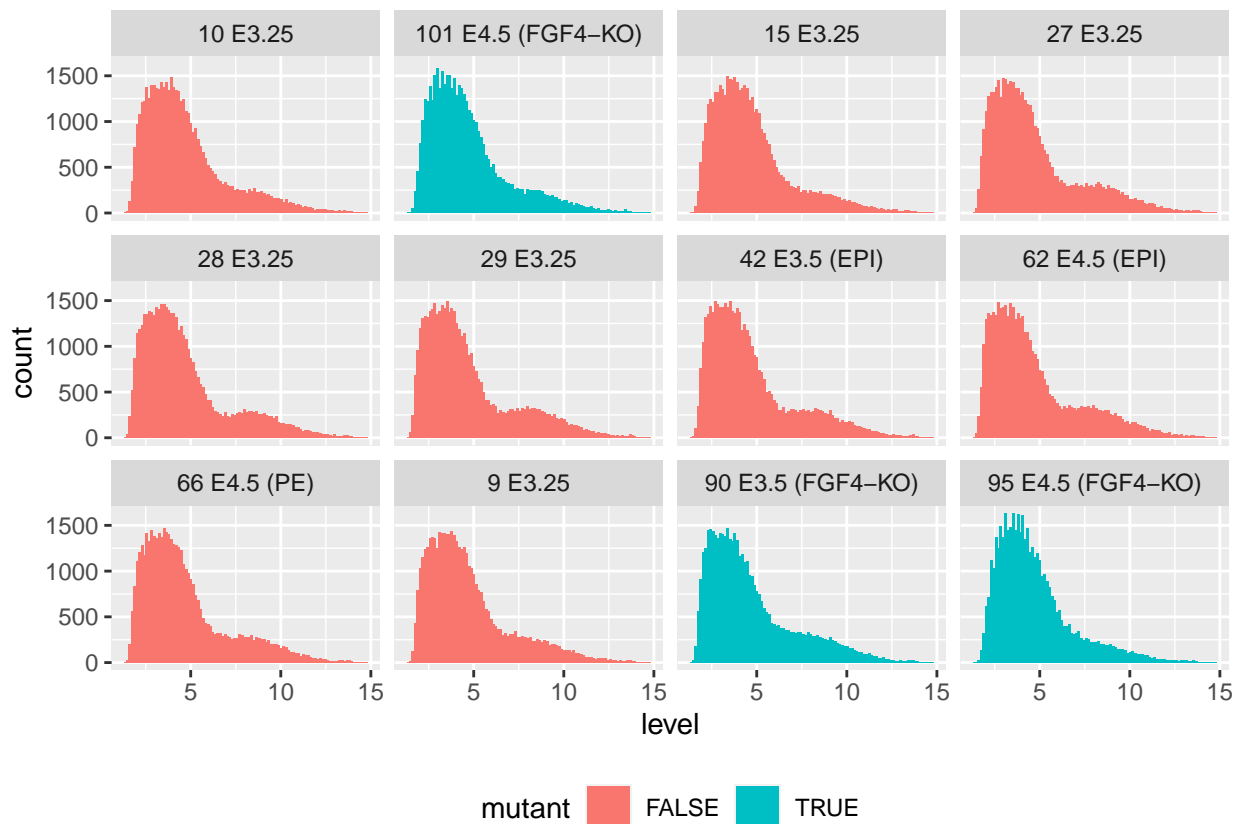 10 E3.25
101 E4.5 (FGF4−KO)
15 E3.25
27 E3.25
1500
1000
500
0
28 E3.25
29 E3.25
42 E3.5 (EPI)
62 E4.5 (EPI)
1500
1000
500
0
66 E4.5 (PE)
9 E3.25
90 E3.5 (FGF4−KO)
95 E4.5 (FGF4−KO)
1500
1000
500
0
5 10 15 5 10 15 5 10 15 5 10 15
count
level
mutant FALSE TRUE